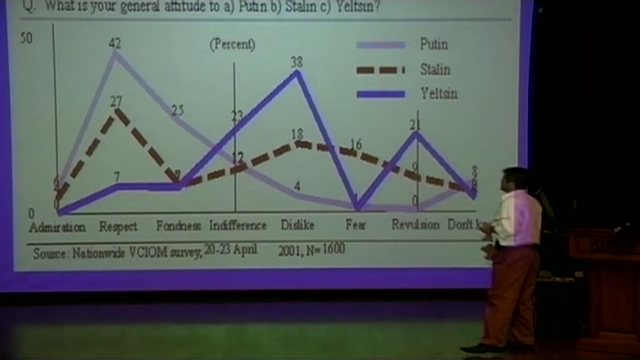 Q. What is your general attitude to a) Putin b) Stalin c) Yeltsin?
50
42
(Percent)
Putin
38
Stalin
27
25
Yeltsin
23
21
18
16
12
9
8
7
4
0
0
Admiration Respect Fondness Indifference Dislike Fear Revulsion Don't
Source: Nationwide VCIOM survey, 20-23 April 2001, N=1600